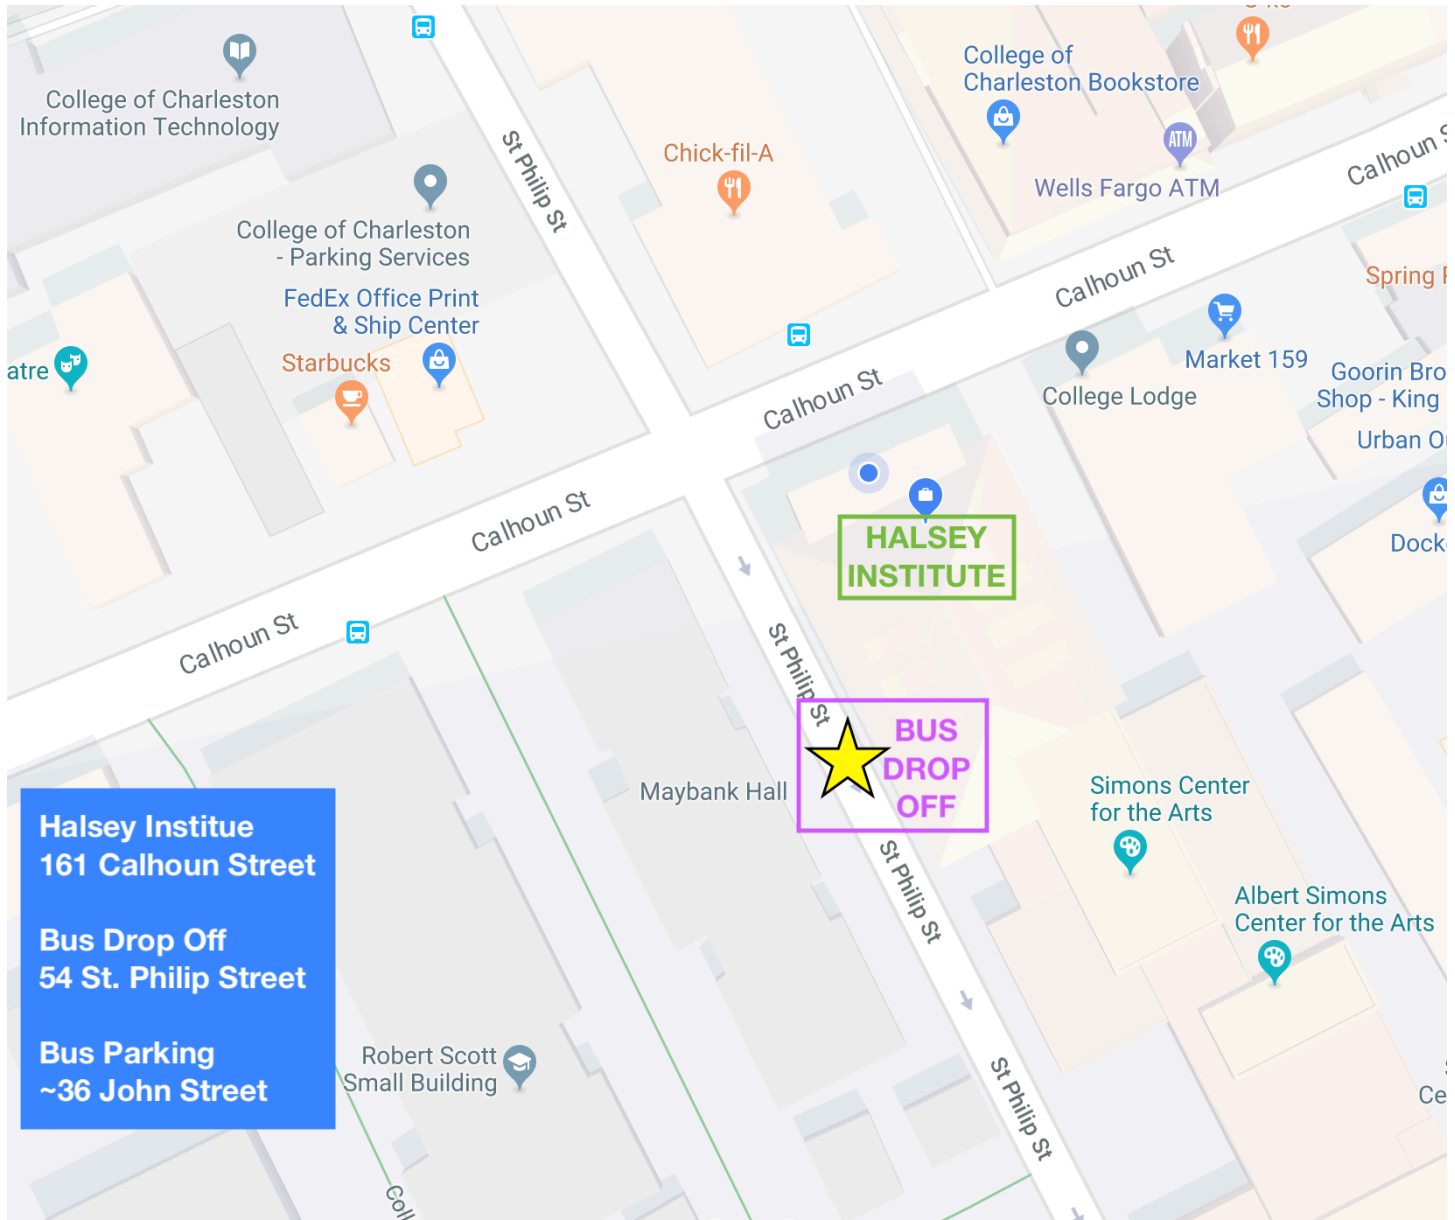 College of Charleston
Information Technology
College of
Charleston Bookstore
ATM
Wells Fargo ATM
Calhoun
St Philip St
Chick-fil-A
College of Charleston
- Parking Services
FedEx Office Print
& Ship Center
Starbucks
atre
Calhoun St
Spring
Market 159
College Lodge
Goorin Bro
Shop - King
Urban
Calhoun St
Calhoun St
Calhoun St
HALSEY
INSTITUTE
Dock
St Philip St
BUS
DROP
OFF
Maybank Hall
Simons Center
for the Arts
St Philip St
Albert Simons
Center for the Arts
Halsey Institue
161 Calhoun Street
Bus Drop Off
54 St. Philip Street
Bus Parking
~36 John Street
Robert Scott
Small Building
St Philip St
Ce
Coll